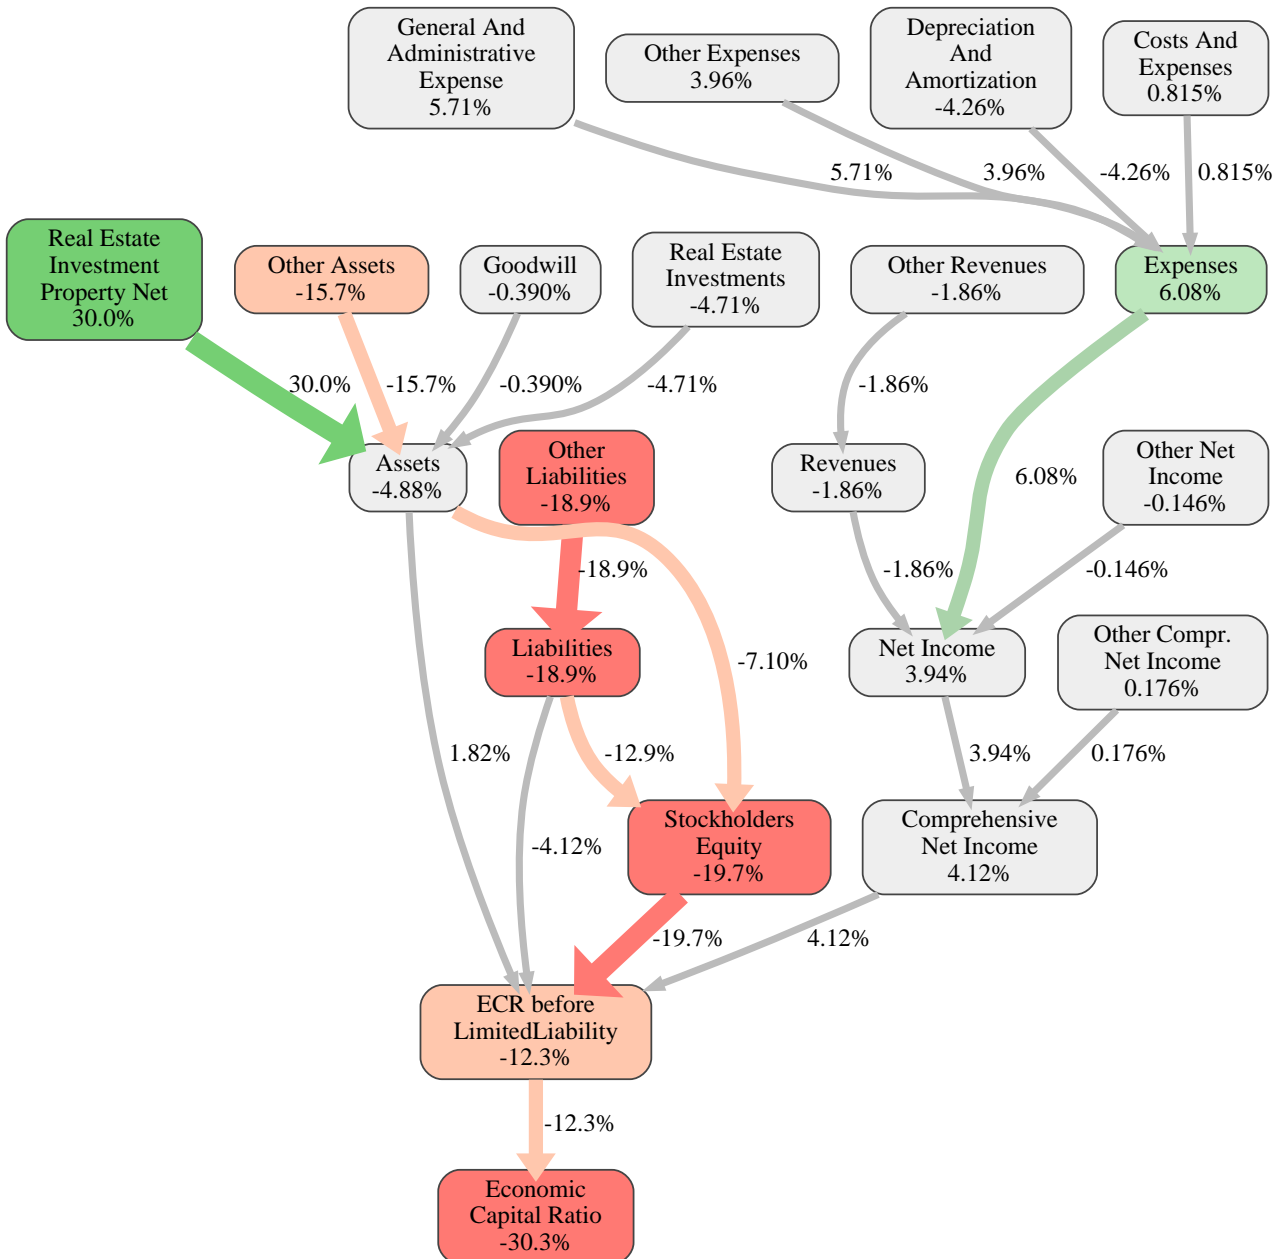 General And
Administrative
Expense
5.71%
Other Expenses
3.96%
Depreciation
And
Amortization
-4.26%
Costs And
Expenses
0.815%
5.71%
3.96%
-4.26%
0.815%
Real Estate
Investment
Property Net
30.0%
Other Assets
-15.7%
Goodwill
-0.390%
Real Estate
Investments
-4.71%
Other Revenues
-1.86%
Expenses
6.08%
30.0%
-15.7%
-0.390%
-4.71%
-1.86%
Assets
-4.88%
Other
Liabilities
-18.9%
Revenues
-1.86%
6.08%
Other Net
Income
-0.146%
-18.9%
-1.86%
-0.146%
Liabilities
-18.9%
-7.10%
Net Income
3.94%
Other Compr.
Net Income
0.176%
1.82%
-12.9%
3.94%
0.176%
Stockholders
Equity
-19.7%
Comprehensive
Net Income
4.12%
-4.12%
-19.7%
4.12%
ECR before
LimitedLiability
-12.3%
-12.3%
Economic
Capital Ratio
-30.3%